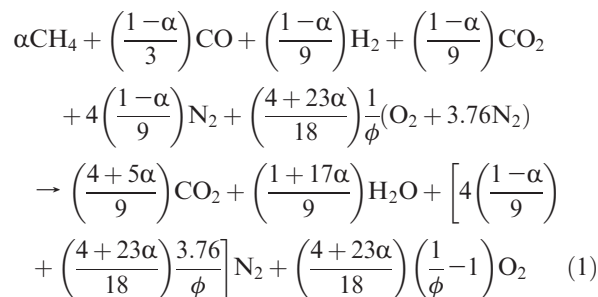 αCH₄ + ((1−α)/3)CO + ((1−α)/9)H₂ + ((1−α)/9)CO₂
+ 4((1−α)/9)N₂ + ((4+23α)/18)(1/ϕ)(O₂ + 3.76N₂)
→ ((4+5α)/9)CO₂ + ((1+17α)/9)H₂O + [4((1−α)/9)
+ ((4+23α)/18)(3.76/ϕ)]N₂ + ((4+23α)/18)((1/ϕ)−1)O₂ (1)